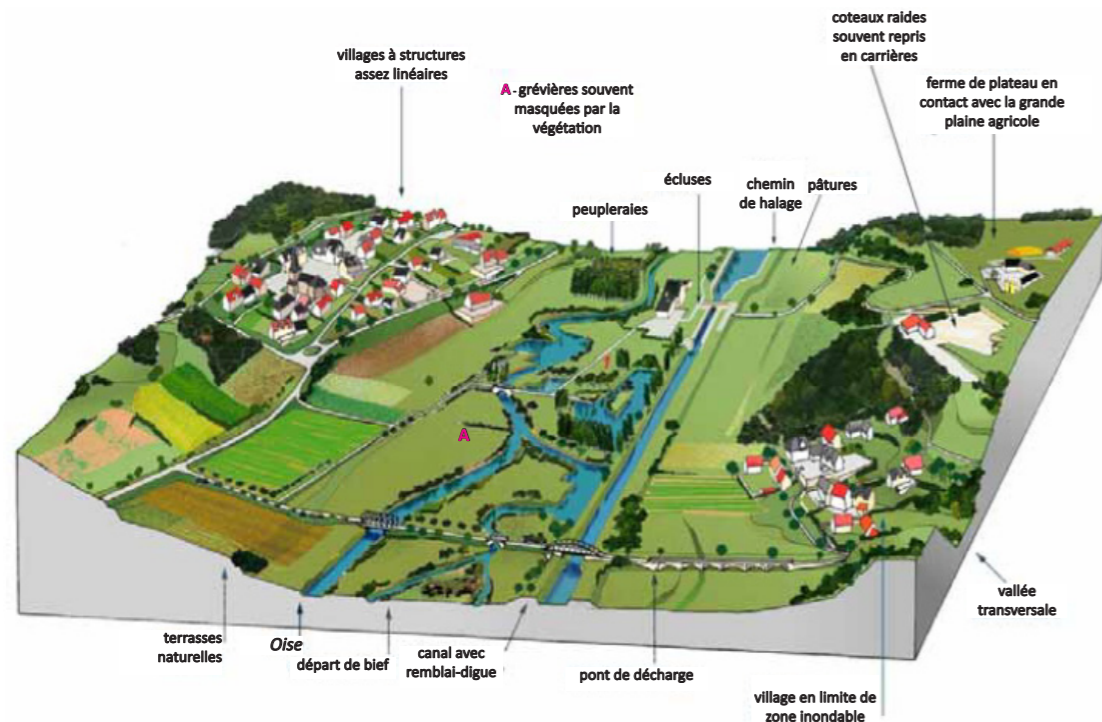 coteaux raides
souvent repris
en carrières
villages à structures
assez linéaires
A-grévières souvent
masquées par la
végétation
ferme de plateau en
contact avec la grande
plaine agricole
écluses
chemin
de halage
pâtures
peupleraies
A
terrasses
naturelles
Oise
départ de bief
canal avec
remblai-digue
pont de décharge
vallée
transversale
village en limite de
zone inondable